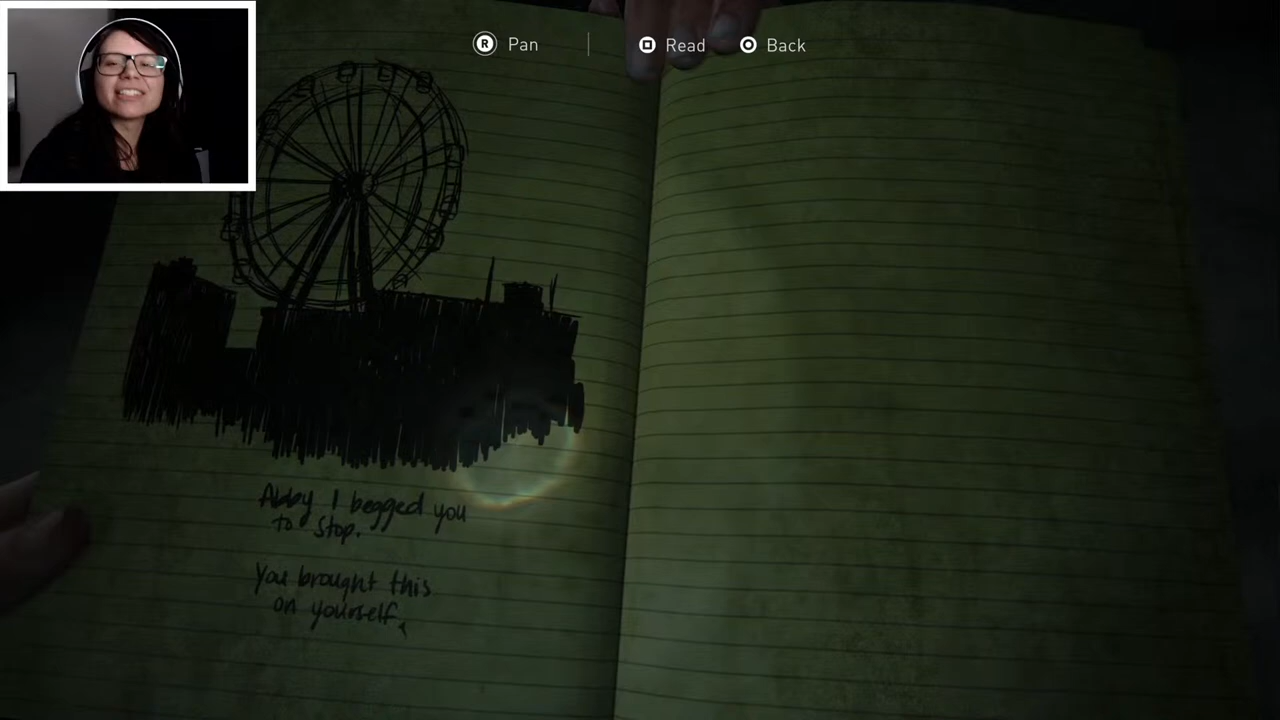 R Pan Read Back
Abby I begged you
to stop.
You brought this
on yourself.